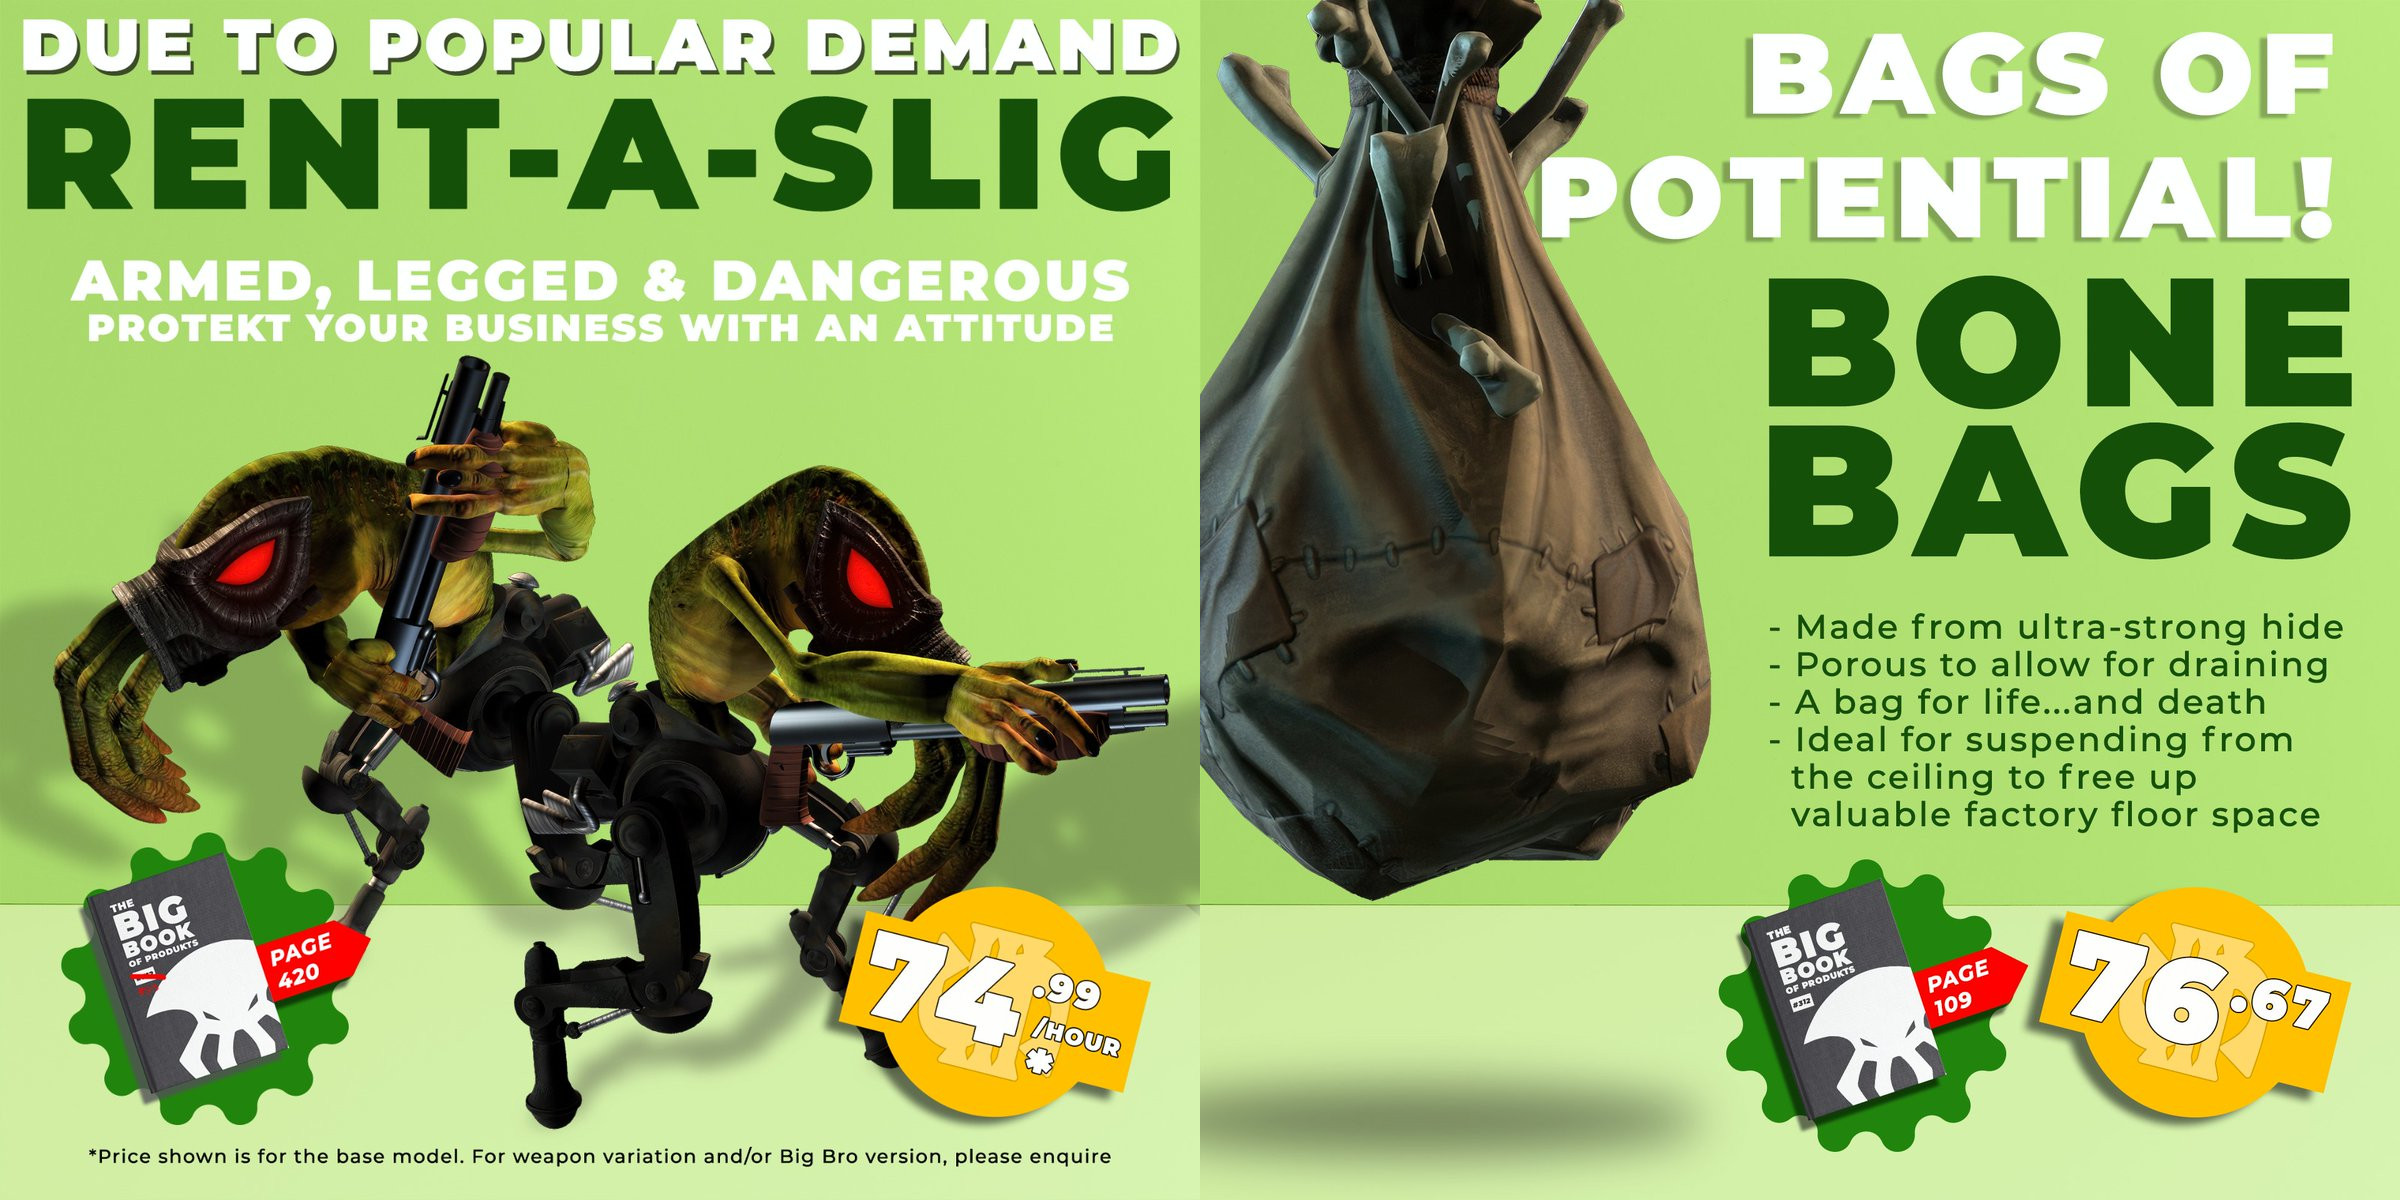 DUE TO POPULAR DEMAND
RENT-A-SLIG
ARMED, LEGGED & DANGEROUS
PROTEKT YOUR BUSINESS WITH AN ATTITUDE
THE
BIG
BOOK
OF PRODUKTS
PAGE
420
74.99
/HOUR
*
*Price shown is for the base model. For weapon variation and/or Big Bro version, please enquire
BAGS OF
POTENTIAL!
BONE
BAGS
- Made from ultra-strong hide
- Porous to allow for draining
- A bag for life...and death
- Ideal for suspending from
the ceiling to free up
valuable factory floor space
THE
BIG
BOOK
OF PRODUKTS
#312
PAGE
109
76.67